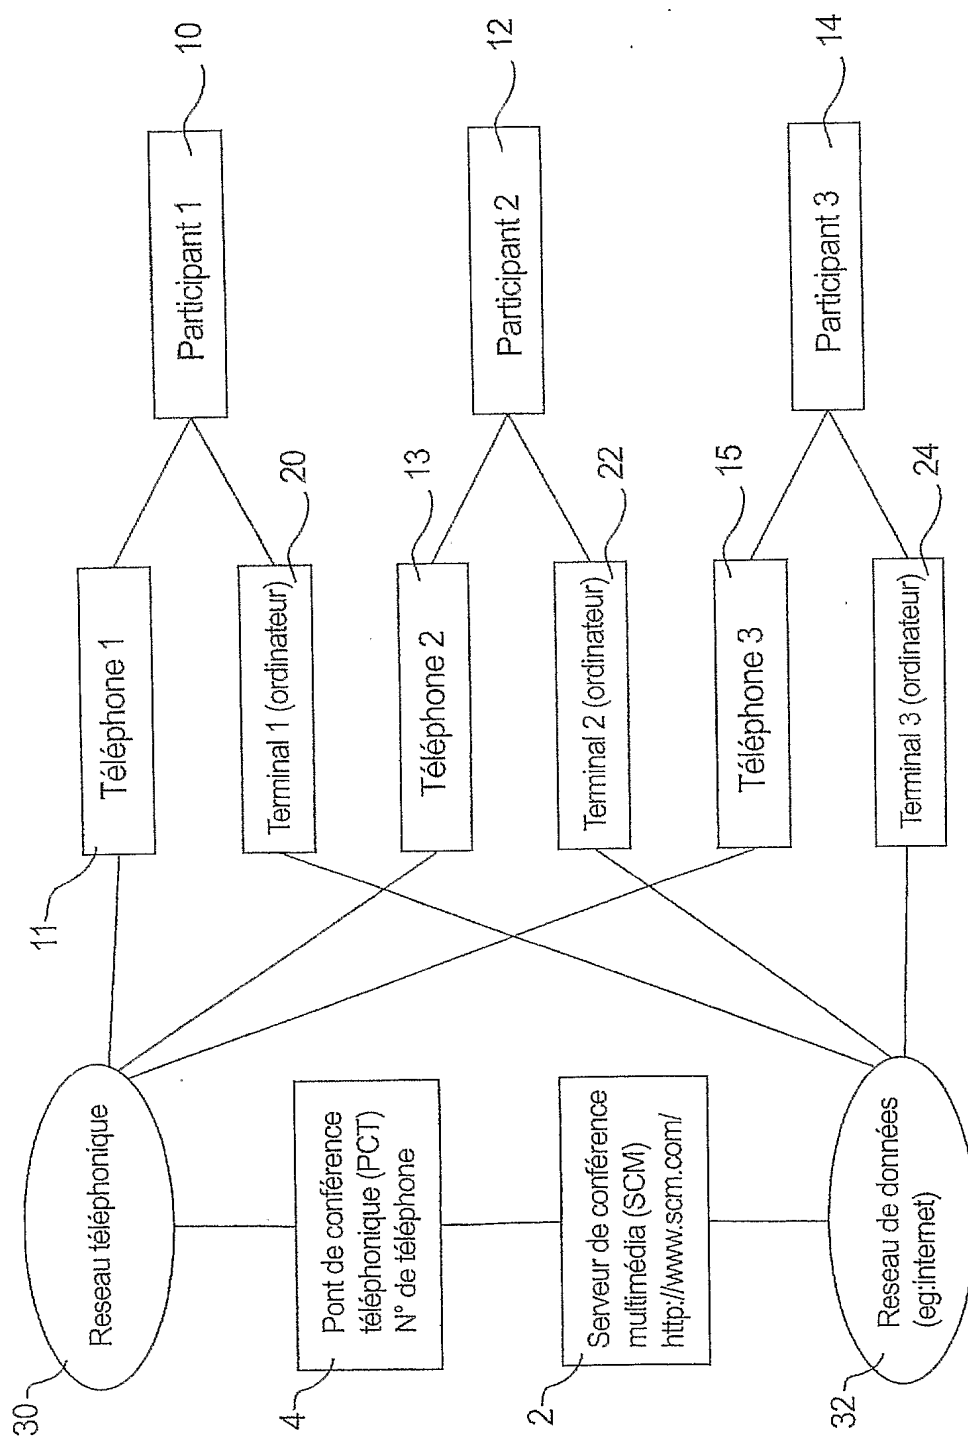 30
Reseau téléphonique
4
Pont de conférence
téléphonique (PCT)
N° de téléphone
2
Serveur de conférence
multimédia (SCM)
http://www.scm.com/
32
Reseau de données
(eg:Internet)
11
Téléphone 1
Terminal 1 (ordinateur)
20
Téléphone 2
13
Terminal 2 (ordinateur)
22
Téléphone 3
15
Terminal 3 (ordinateur)
24
Participant 1
10
Participant 2
12
Participant 3
14